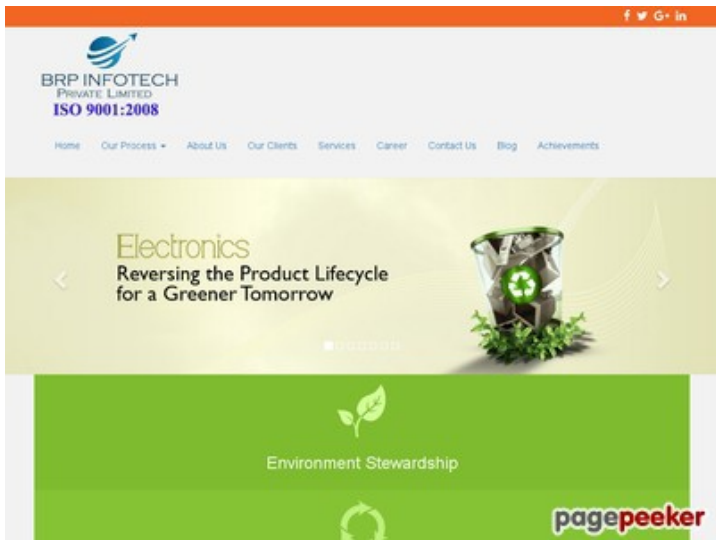 f G+ in
BRP INFOTECH
PRIVATE LIMITED
ISO 9001:2008
Home Our Process About Us Our Clients Services Career Contact Us Blog Achievements
Electronics
Reversing the Product Lifecycle
for a Greener Tomorrow
Environment Stewardship
pagepeeker